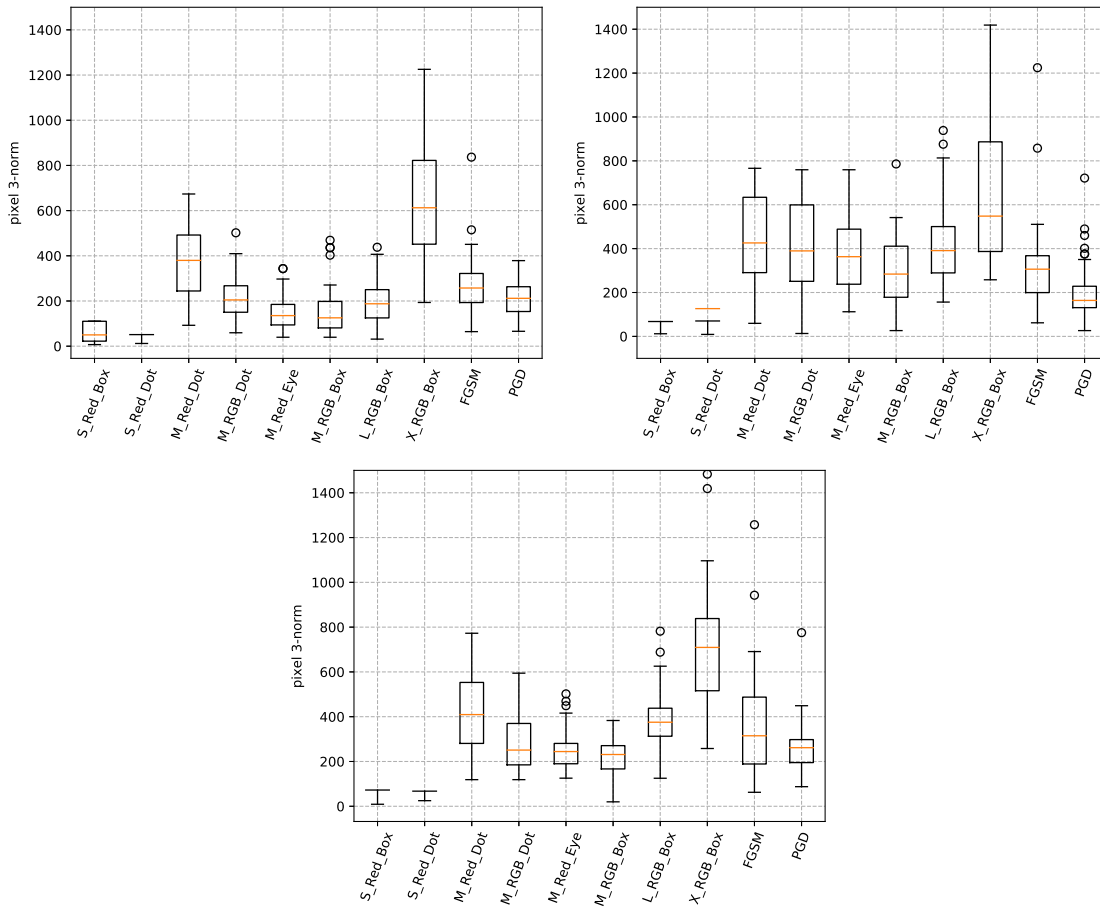 1400
1200
1000
800
600
400
200
0
pixel 3-norm
S_Red_Box
S_Red_Dot
M_Red_Dot
M_RGB_Dot
M_Red_Eye
M_RGB_Box
L_RGB_Box
X_RGB_Box
FGSM
PGD
1400
1200
1000
800
600
400
200
0
pixel 3-norm
S_Red_Box
S_Red_Dot
M_Red_Dot
M_RGB_Dot
M_Red_Eye
M_RGB_Box
L_RGB_Box
X_RGB_Box
FGSM
PGD
1400
1200
1000
800
600
400
200
0
pixel 3-norm
S_Red_Box
S_Red_Dot
M_Red_Dot
M_RGB_Dot
M_Red_Eye
M_RGB_Box
L_RGB_Box
X_RGB_Box
FGSM
PGD